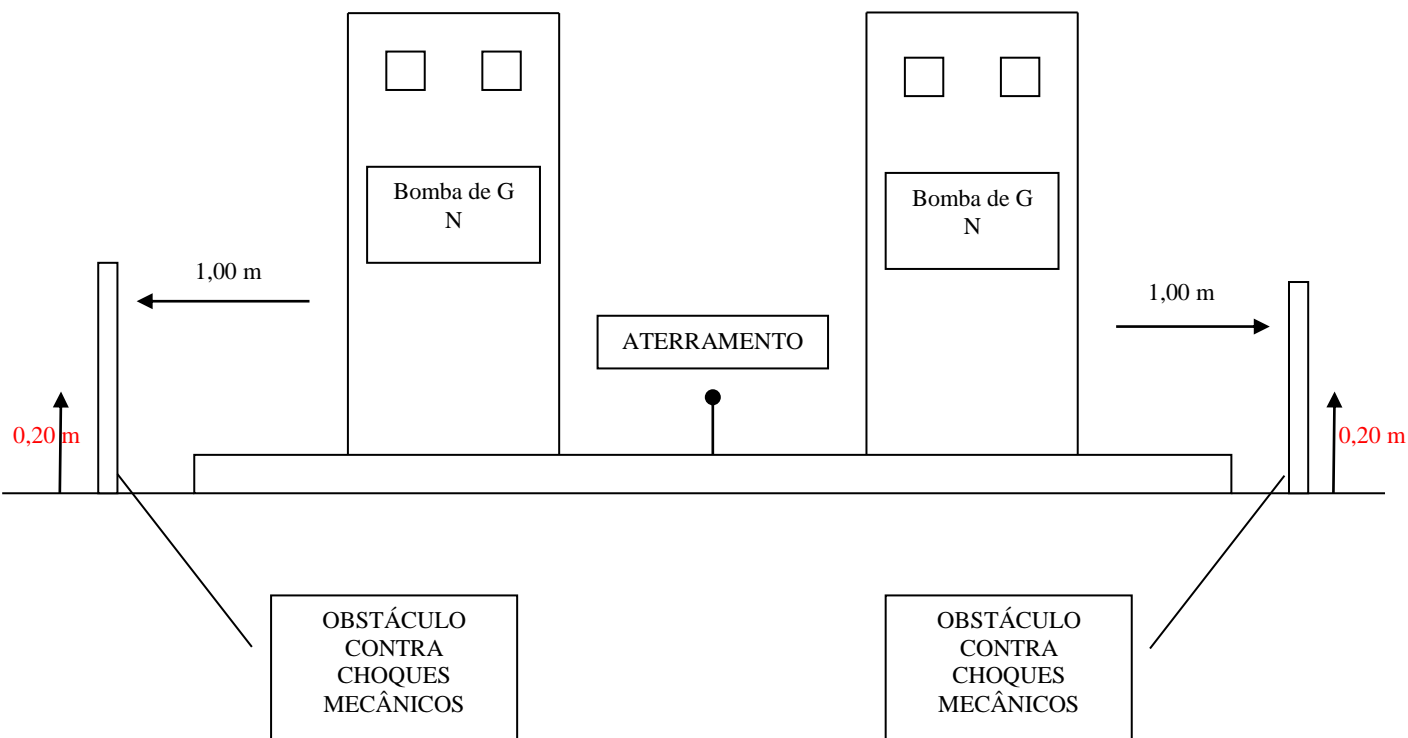 Bomba de G
N
Bomba de G
N
1,00 m
1,00 m
ATERRAMENTO
0,20 m
0,20 m
OBSTÁCULO
CONTRA
CHOQUES
MECÂNICOS
OBSTÁCULO
CONTRA
CHOQUES
MECÂNICOS